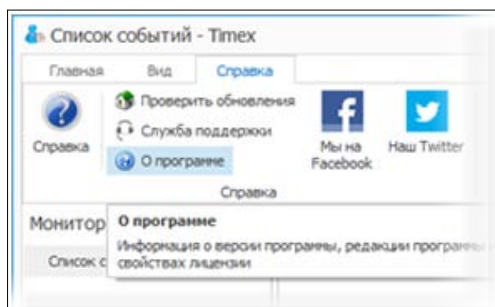 Список событий - Timex
Главная Вид Справка
Справка
Проверить обновления
Служба поддержки
О программе
Мы на
Facebook
Наш Twitter
Справка
Монитор
О программе
Информация о версии программы, редакции программы
свойствах лицензии
Список с